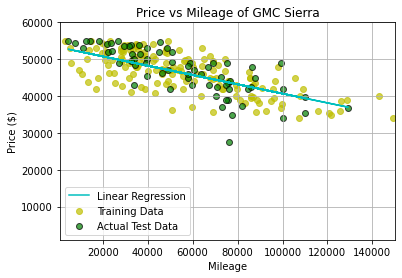 Price vs Mileage of GMC Sierra
60000
50000
40000
30000
20000
10000
Price ($)
Linear Regression
Training Data
Actual Test Data
20000 40000 60000 80000 100000 120000 140000
Mileage